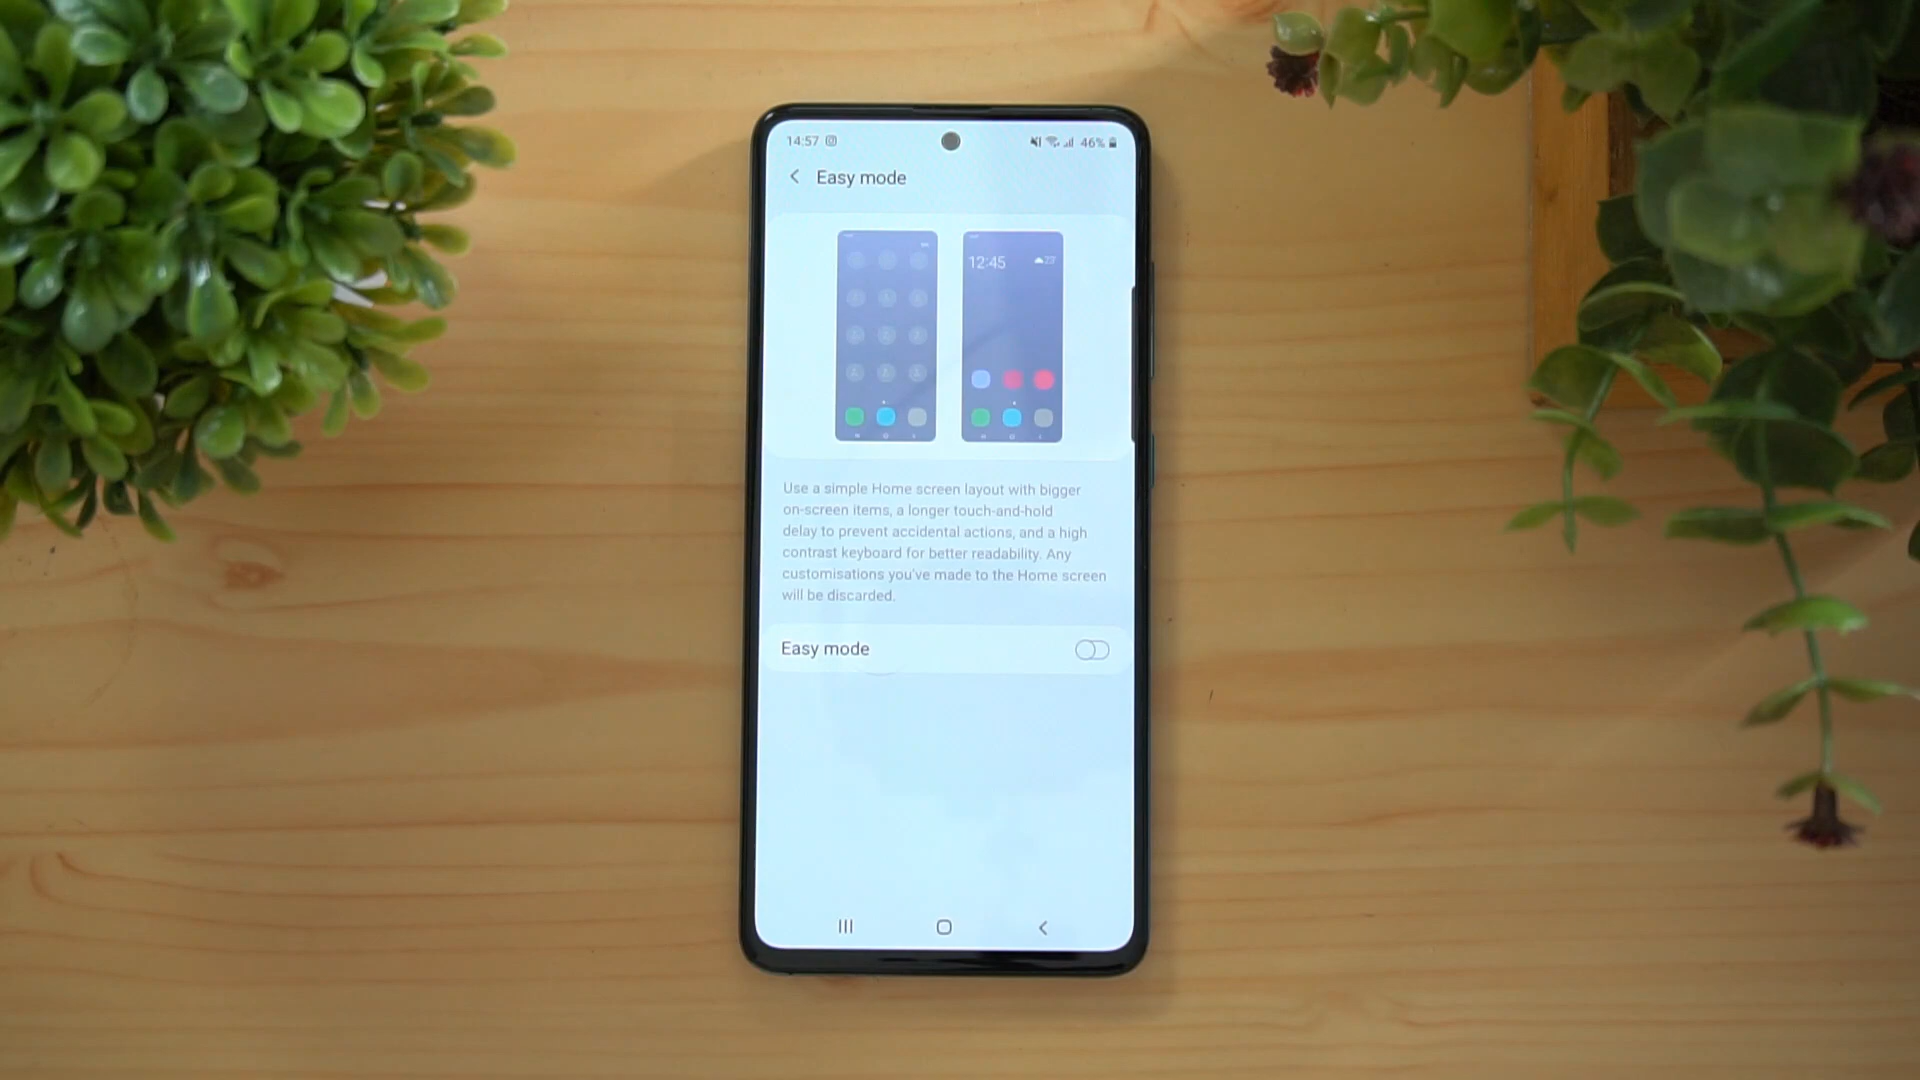 14:57 46%
Easy mode
12:45 23°
Use a simple Home screen layout with bigger
on-screen items, a longer touch-and-hold
delay to prevent accidental actions, and a high
contrast keyboard for better readability. Any
customisations you've made to the Home screen
will be discarded.
Easy mode